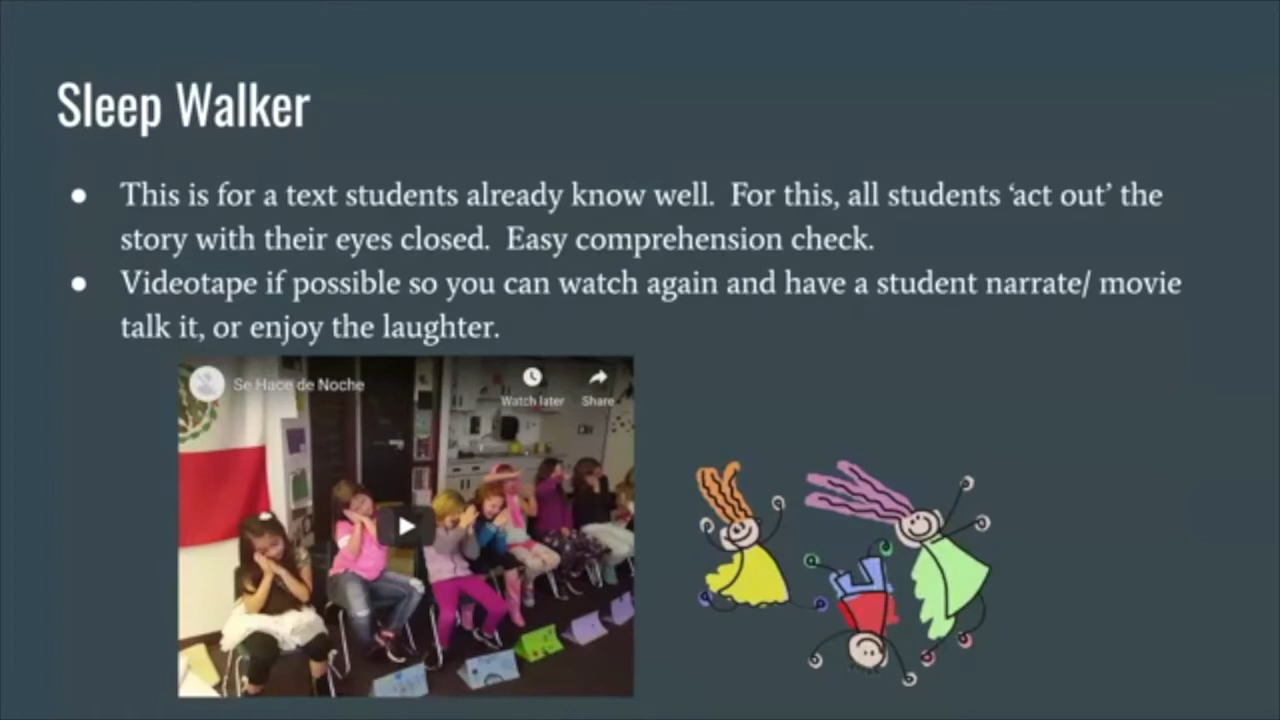 Sleep Walker
● This is for a text students already know well.  For this, all students ‘act out’ the
story with their eyes closed.  Easy comprehension check.
● Videotape if possible so you can watch again and have a student narrate/ movie
talk it, or enjoy the laughter.
Se Hace de Noche
Watch later
Share